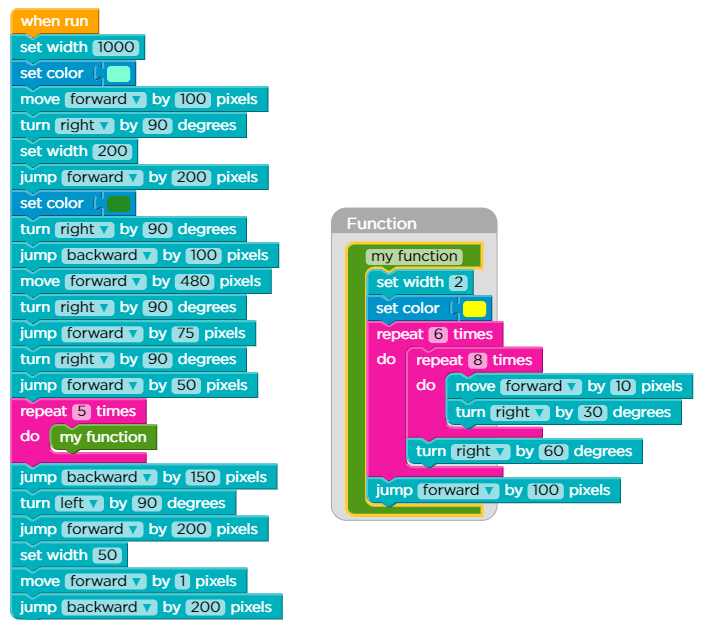 when run
set width 1000
set color
move forward ▼ by 100 pixels
turn right ▼ by 90 degrees
set width 200
jump forward ▼ by 200 pixels
set color
turn right ▼ by 90 degrees
jump backward ▼ by 100 pixels
move forward ▼ by 480 pixels
turn right ▼ by 90 degrees
jump forward ▼ by 75 pixels
turn right ▼ by 90 degrees
jump forward ▼ by 50 pixels
repeat 5 times
do my function
jump backward ▼ by 150 pixels
turn left ▼ by 90 degrees
jump forward ▼ by 200 pixels
set width 50
move forward ▼ by 1 pixels
jump backward ▼ by 200 pixels
Function
my function
set width 2
set color
repeat 6 times
do repeat 8 times
do move forward ▼ by 10 pixels
turn right ▼ by 30 degrees
turn right ▼ by 60 degrees
jump forward ▼ by 100 pixels